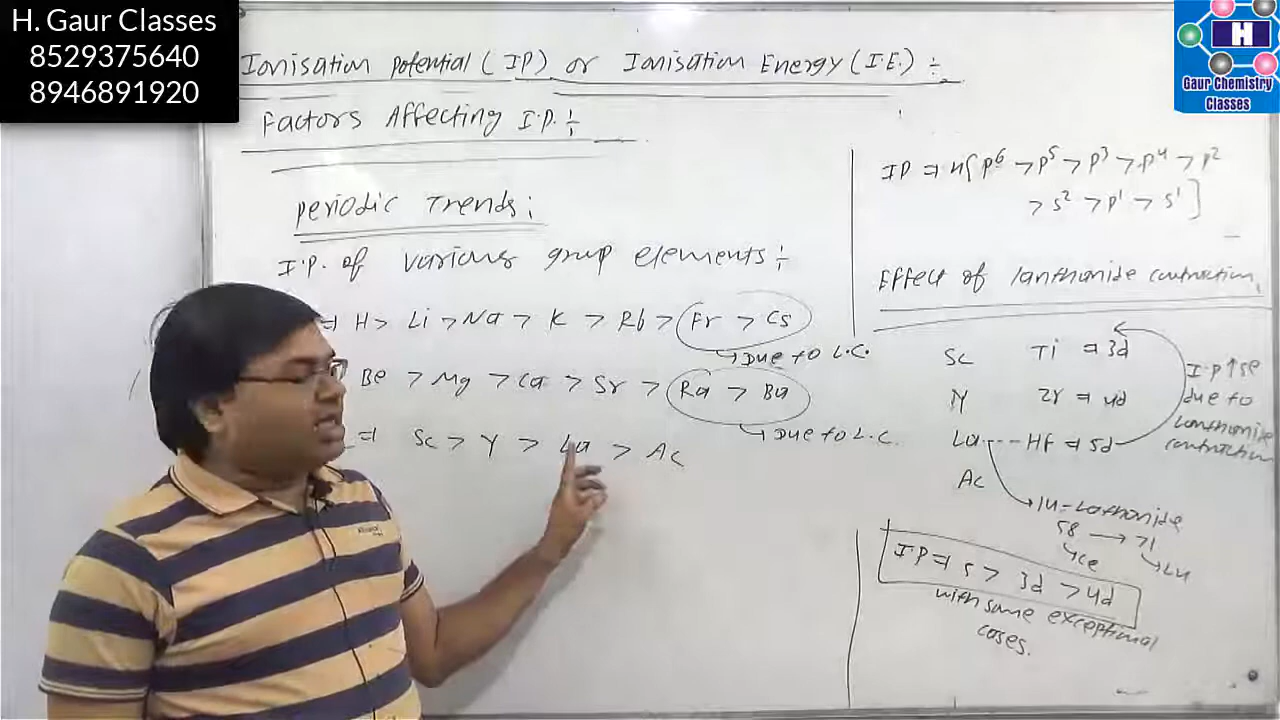 H. Gaur Classes
8529375640
8946891920
H
Gaur Chemistry
Classes
Ionisation potential (IP) or Ionisation Energy (I.E.) ÷
Factors Affecting I.P. ÷
Periodic Trends:
I.P. of various group elements ÷
⇒ H > Li > Na > K > Rb > Fr > Cs
↳ Due to L.C.
Be > Mg > Ca > Sr > Ra > Ba
↳ Due to L.C.
⇒ Sc > Y > La > Ac
IP ⇒ n[ p6 > p5 > p3 > p4 > p2
> s2 > p1 > s1 ]
Effect of lanthonide contraction
Sc Ti ⇒ 3d
Y Zr ⇒ 4d
La --- Hf ⇒ 5d
Ac
I.P ↑se
due to
lanthonide
contraction
14-Lathonide
58 → 71
↳ Ce ↳ Lu
IP ⇒ 5 > 3d > 4d
with some exceptional
cases.